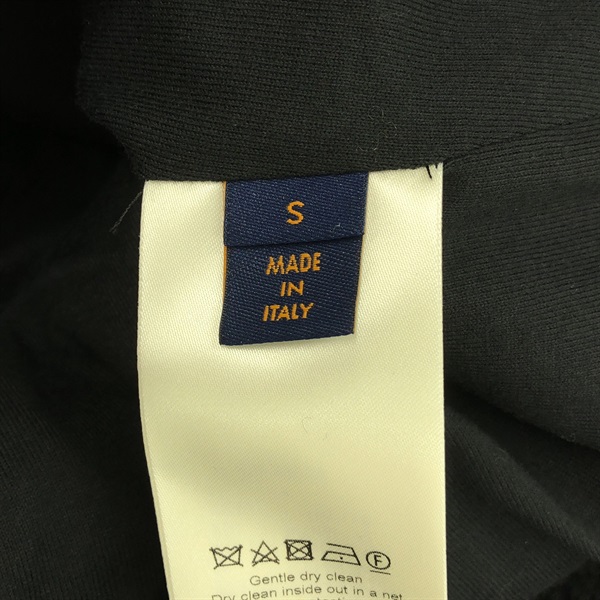 S
MADE
IN
ITALY
F
Gentle dry clean
Dry clean inside out in a net